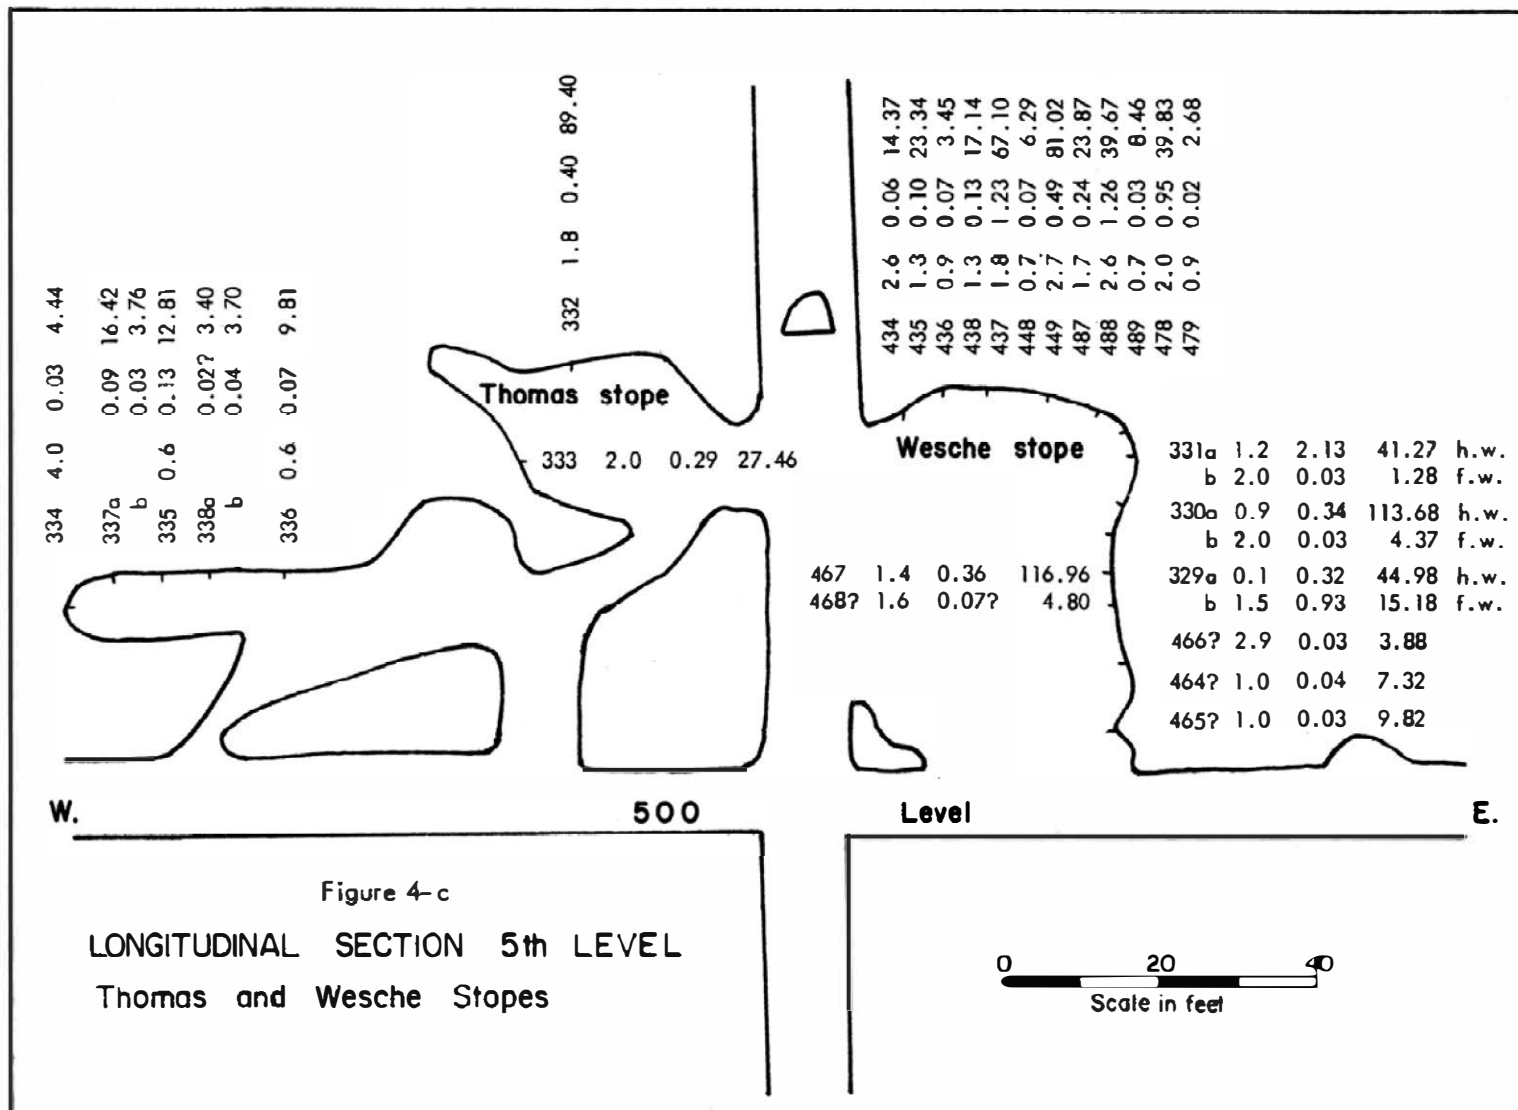 334 4.0 0.03 4.44
337a 0.09 16.42
b 0.03 3.76
335 0.6 0.13 12.81
338a 0.02? 3.40
b 0.04 3.70
336 0.6 0.07 9.81
332 1.8 0.40 89.40
434 2.6 0.06 14.37
435 1.3 0.10 23.34
436 0.9 0.07 3.45
438 1.3 0.13 17.14
437 1.8 1.23 67.10
448 0.7 0.07 6.29
449 2.7 0.49 81.02
487 1.7 0.24 23.87
488 2.6 1.26 39.67
489 0.7 0.03 8.46
478 2.0 0.95 39.83
479 0.9 0.02 2.68
Thomas stope
333 2.0 0.29 27.46
Wesche stope
331a 1.2 2.13 41.27 h.w.
b 2.0 0.03 1.28 f.w.
330a 0.9 0.34 113.68 h.w.
b 2.0 0.03 4.37 f.w.
467 1.4 0.36 116.96
468? 1.6 0.07? 4.80
329a 0.1 0.32 44.98 h.w.
b 1.5 0.93 15.18 f.w.
466? 2.9 0.03 3.88
464? 1.0 0.04 7.32
465? 1.0 0.03 9.82
W. 500 Level E.
Figure 4-c
LONGITUDINAL SECTION 5th LEVEL
Thomas and Wesche Stopes
0 20 40
Scale in feet